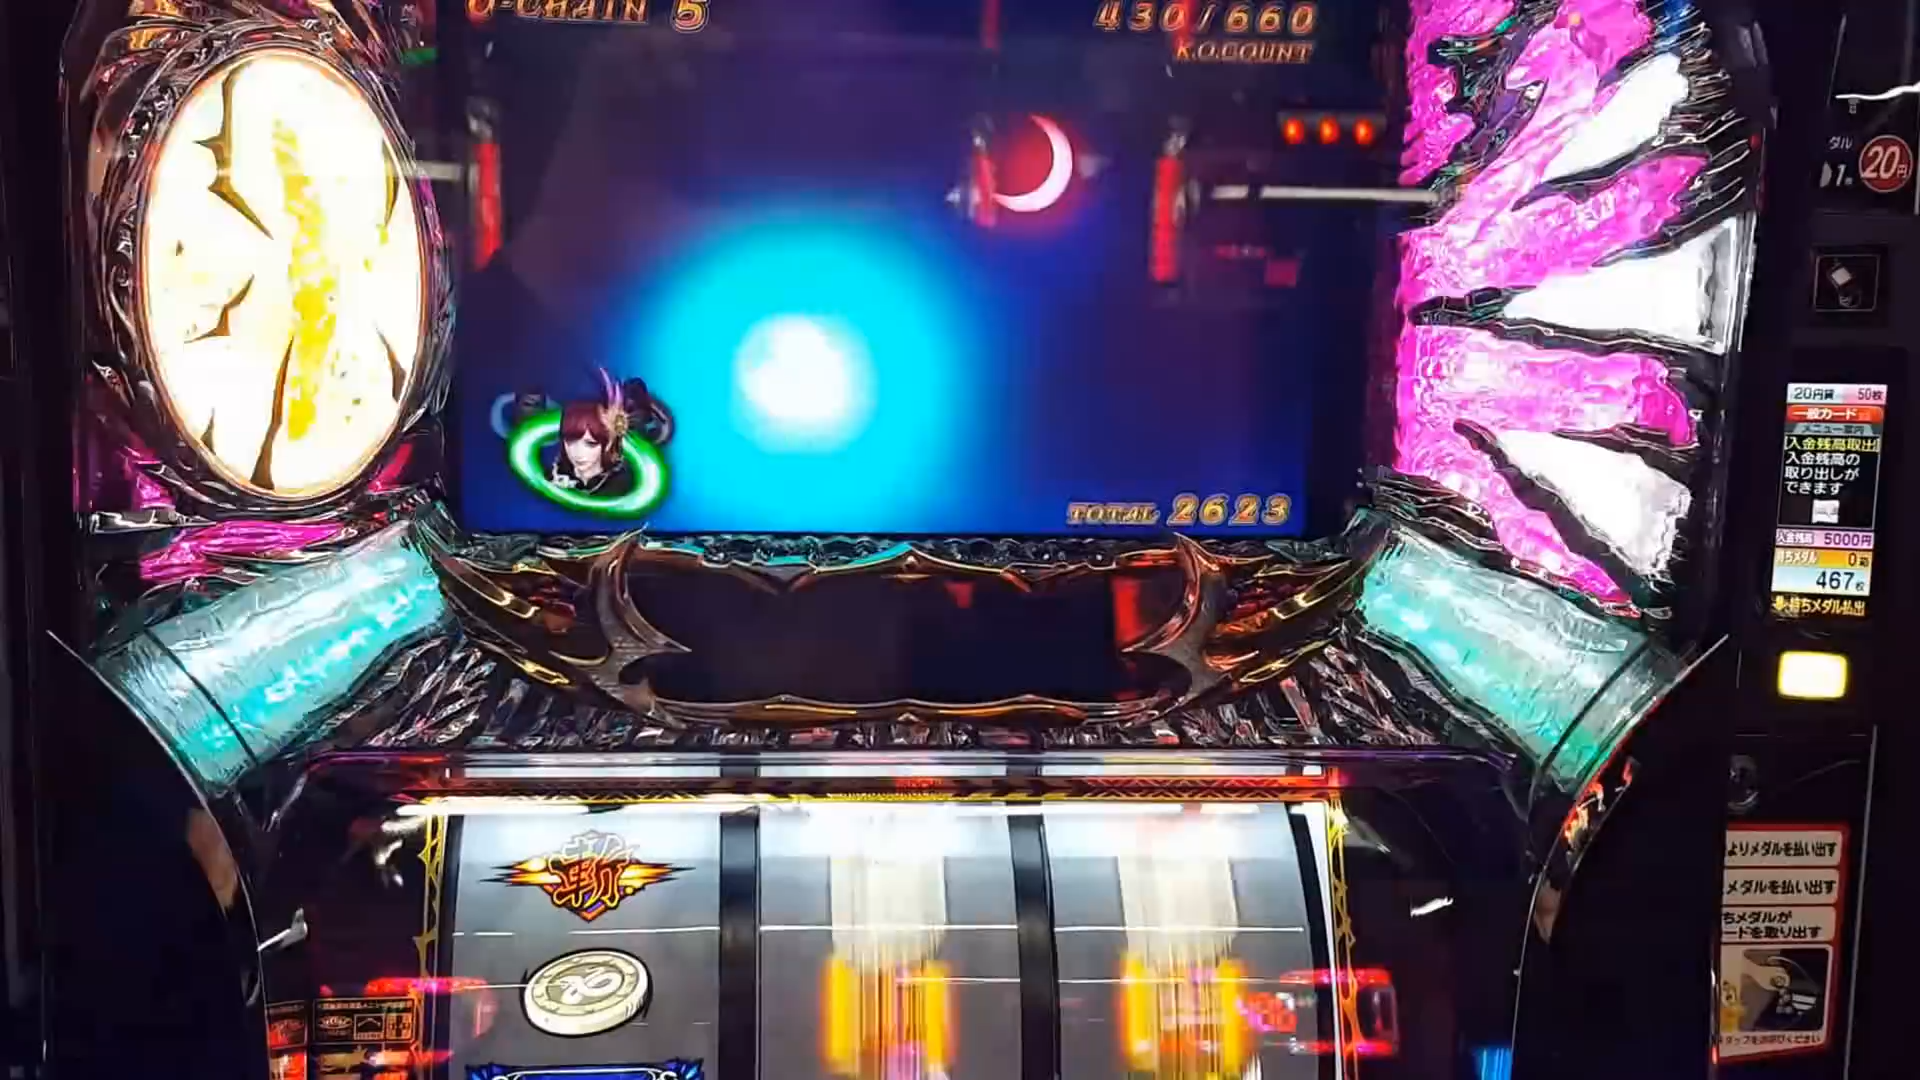 CHAIN 5
430/660
K.O.COUNT
TOTAL 2623
斬
ダル
1
20円
20円貸 50枚
一般カード
メニュー案内
[入金残高取出]
入金残高の
取り出しが
できます
入金残高 5000円
持ちメダル 0箱
467枚
持ちメダル払出
よりメダルを払い出す
メダルを払い出す
ちメダルが
ードを取り出す